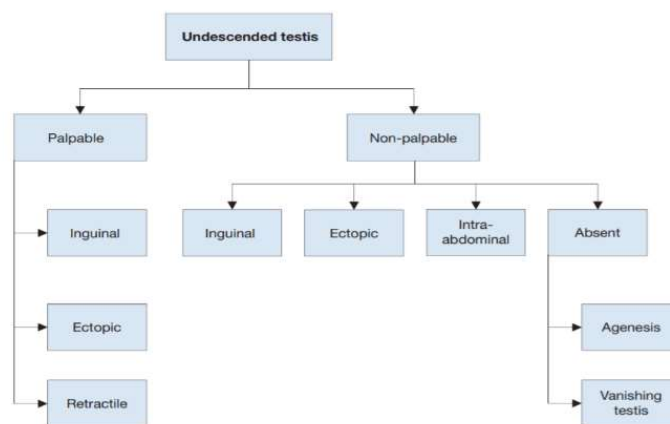 Undescended testis
Palpable
Non-palpable
Inguinal
Inguinal
Ectopic
Intra-
abdominal
Absent
Ectopic
Agenesis
Retractile
Vanishing
testis